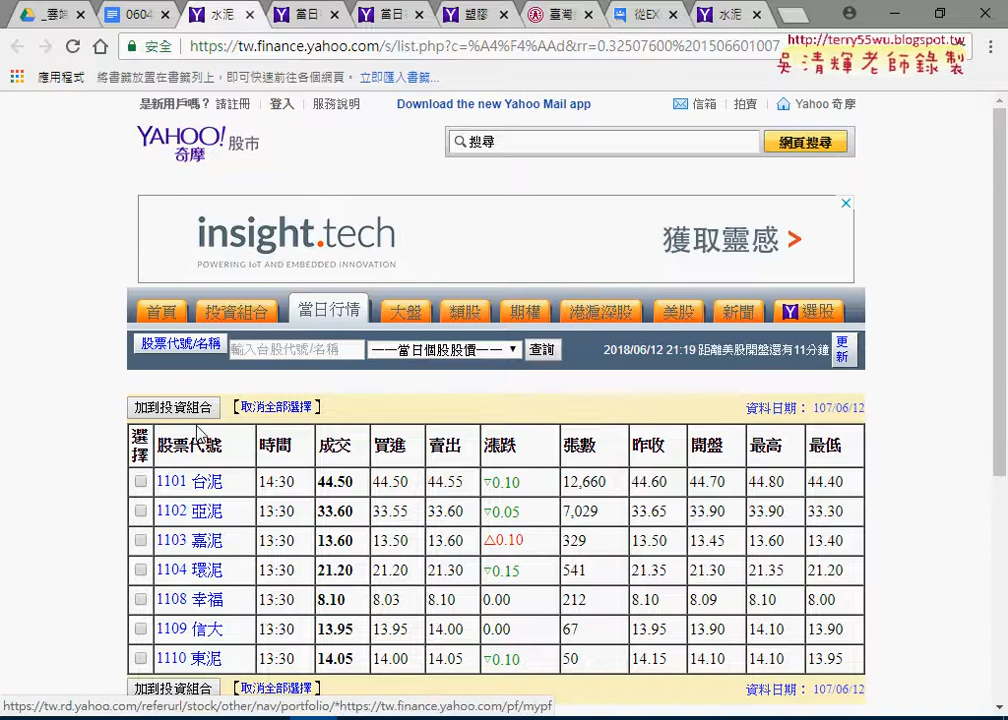 _雲端
0604
水泥
當日
當日
塑膠
臺灣
從EX
水泥
安全 https://tw.finance.yahoo.com/s/list.php?c=%A4%F4%AAd&rr=0.32507600%201506601007
http://terry55wu.blogspot.tw
吳清輝老師錄製
應用程式 將書籤放置在書籤列上，即可快速前往各個網頁。 立即匯入書籤...
是新用戶嗎？ 請註冊 登入 服務說明 Download the new Yahoo Mail app 信箱 拍賣 Yahoo 奇摩
YAHOO! 奇摩 股市
搜尋 網頁搜尋
insight.tech
POWERING IoT AND EMBEDDED INNOVATION
獲取靈感 >
首頁 投資組合 當日行情 大盤 類股 期權 港滬深股 美股 新聞 Y 選股
股票代號/名稱 輸入台股代號/名稱 ——當日個股股價—— 查詢 2018/06/12 21:19 距離美股開盤還有11分鐘 更新
加到投資組合 【取消全部選擇】 資料日期： 107/06/12
選擇 股票代號 時間 成交 買進 賣出 漲跌 張數 昨收 開盤 最高 最低
1101 台泥 14:30 44.50 44.50 44.55 ▽0.10 12,660 44.60 44.70 44.80 44.40
1102 亞泥 13:30 33.60 33.55 33.60 ▽0.05 7,029 33.65 33.90 33.90 33.30
1103 嘉泥 13:30 13.60 13.50 13.60 △0.10 329 13.50 13.45 13.60 13.40
1104 環泥 13:30 21.20 21.20 21.30 ▽0.15 541 21.35 21.30 21.35 21.20
1108 幸福 13:30 8.10 8.03 8.10 0.00 212 8.10 8.09 8.10 8.00
1109 信大 13:30 13.95 13.95 14.00 0.00 67 13.95 13.90 14.10 13.90
1110 東泥 13:30 14.05 14.00 14.05 ▽0.10 50 14.15 14.10 14.10 13.95
加到投資組合 【取消全部選擇】 資料日期： 107/06/12
https://tw.rd.yahoo.com/referurl/stock/other/nav/portfolio/*https://tw.finance.yahoo.com/pf/mypf